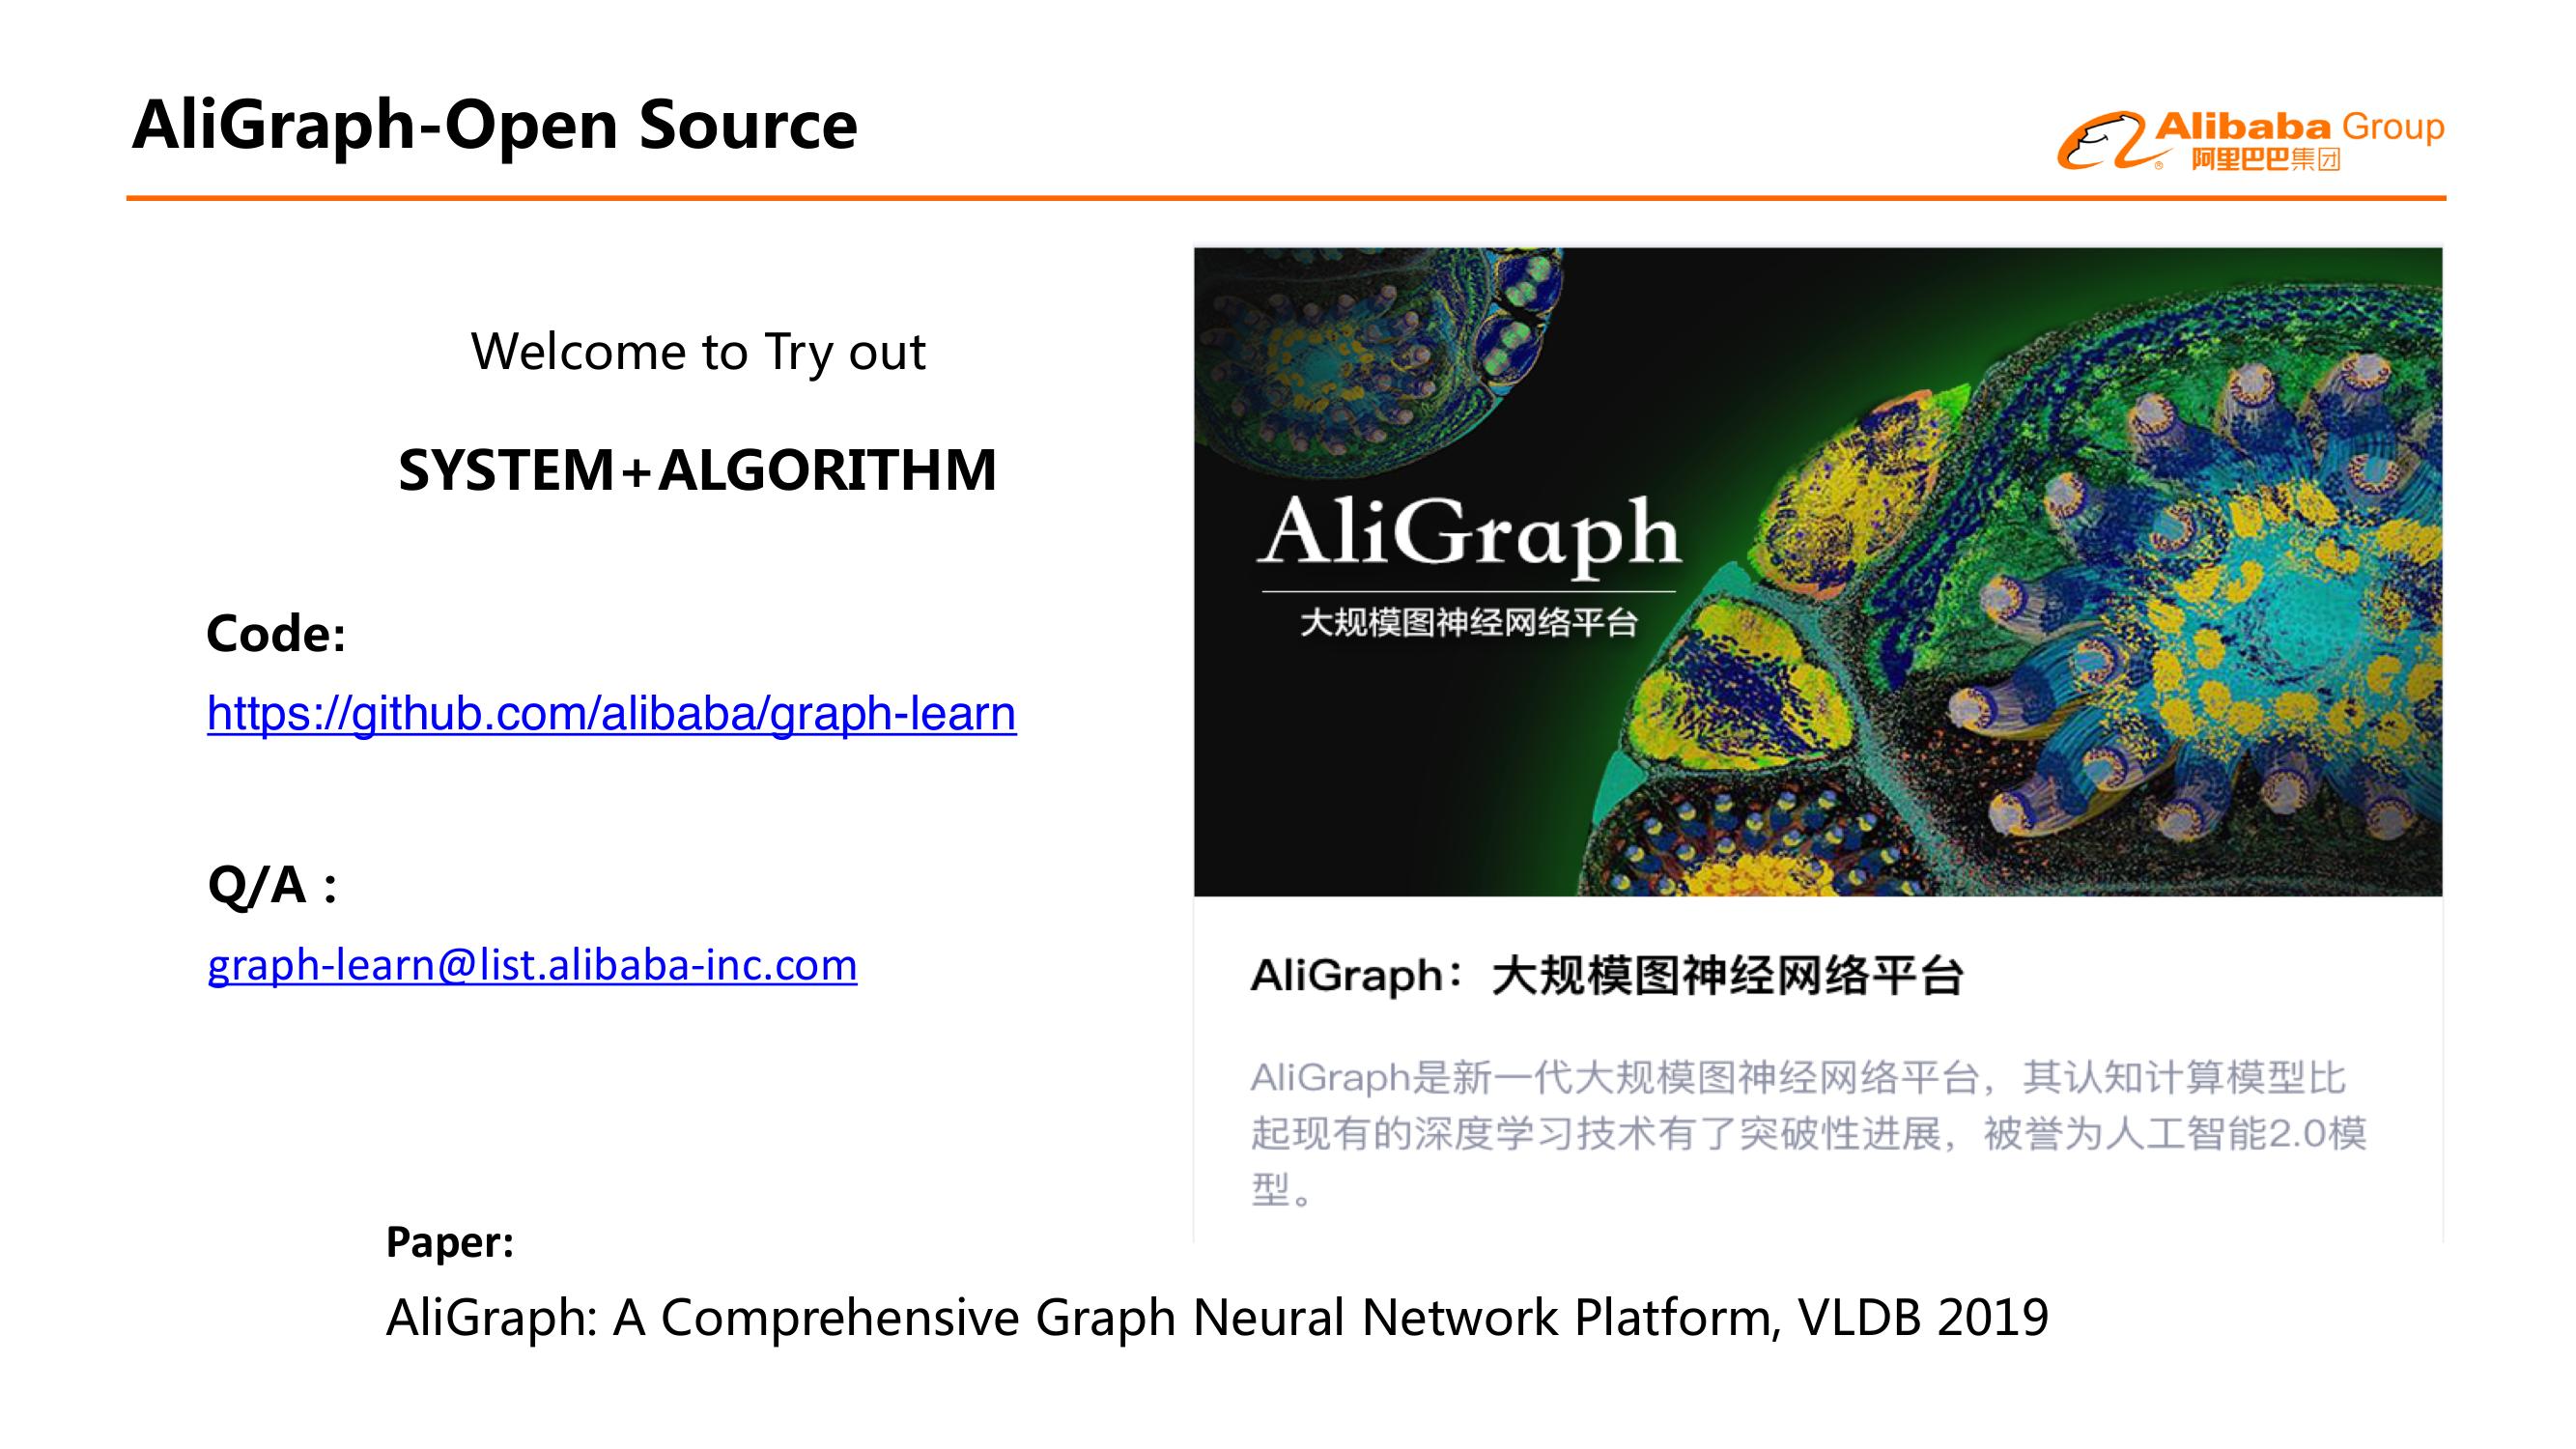 AliGraph-Open Source
Alibaba Group
阿里巴巴集团
Welcome to Try out
SYSTEM+ALGORITHM
Code:
https://github.com/alibaba/graph-learn
Q/A :
graph-learn@list.alibaba-inc.com
AliGraph
大规模图神经网络平台
AliGraph：大规模图神经网络平台
AliGraph是新一代大规模图神经网络平台，其认知计算模型比
起现有的深度学习技术有了突破性进展，被誉为人工智能2.0模
型。
Paper:
AliGraph: A Comprehensive Graph Neural Network Platform, VLDB 2019